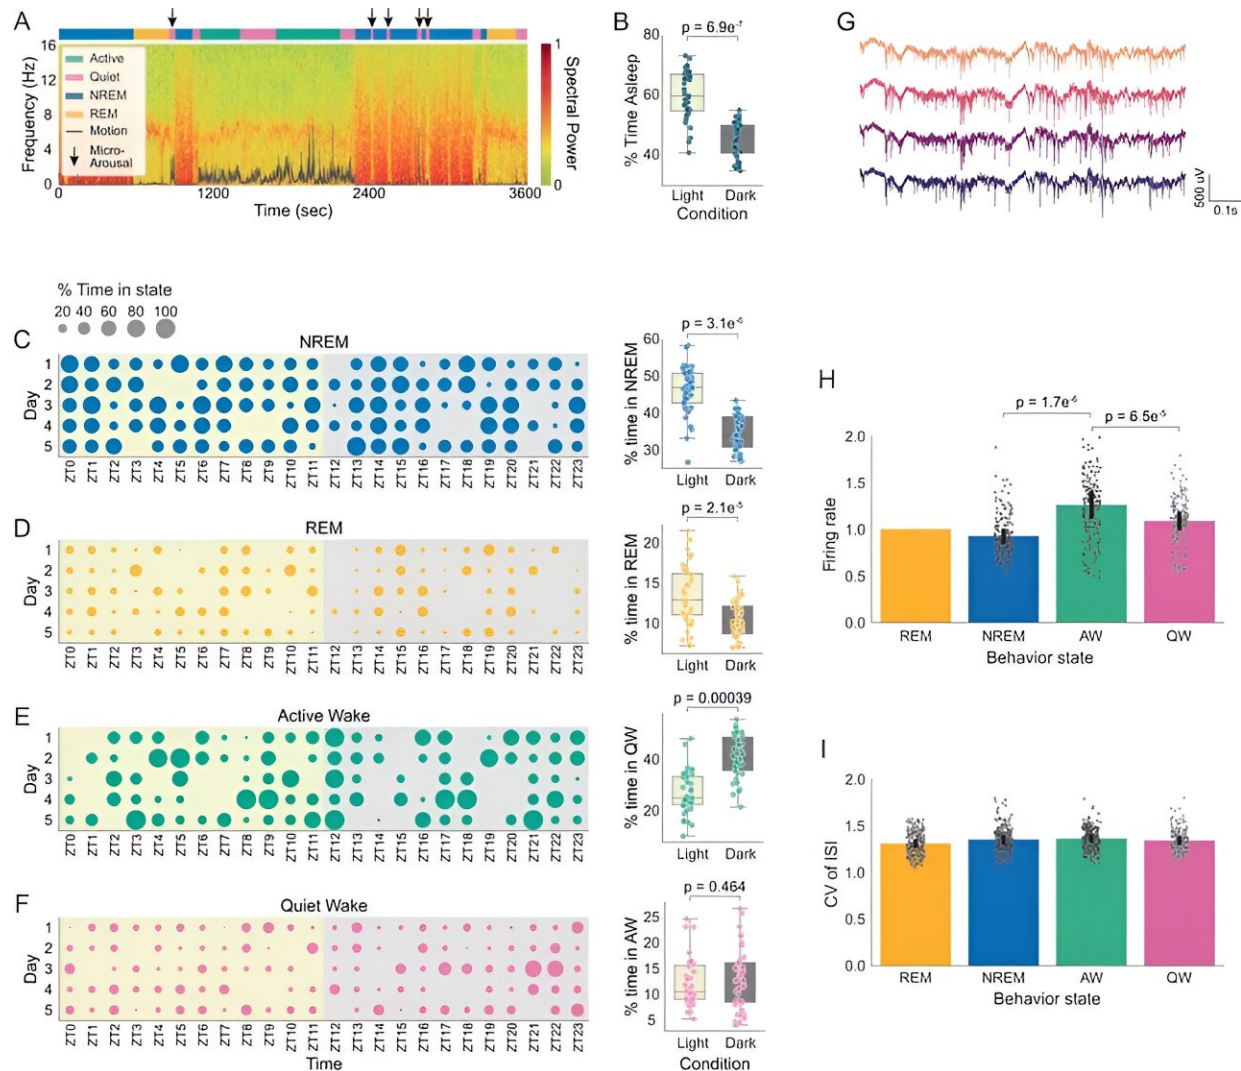 A
16
12
8
4
0
Frequency (Hz)
Active
Quiet
NREM
REM
Motion
Micro-
Arousal
0 1200 2400 3600
Time (sec)
1
0
Spectral Power
B
p = 6.9e-7
80
60
40
% Time Asleep
Light Dark
Condition
G
500 uV
0.1s
% Time in state
20 40 60 80 100
C
NREM
Day
1
2
3
4
5
ZT0 ZT1 ZT2 ZT3 ZT4 ZT5 ZT6 ZT7 ZT8 ZT9 ZT10 ZT11 ZT12 ZT13 ZT14 ZT15 ZT16 ZT17 ZT18 ZT19 ZT20 ZT21 ZT22 ZT23
p = 3.1e-6
60
50
40
30
% time in NREM
Light Dark
D
REM
Day
1
2
3
4
5
ZT0 ZT1 ZT2 ZT3 ZT4 ZT5 ZT6 ZT7 ZT8 ZT9 ZT10 ZT11 ZT12 ZT13 ZT14 ZT15 ZT16 ZT17 ZT18 ZT19 ZT20 ZT21 ZT22 ZT23
p = 2.1e-5
20
15
10
% time in REM
Light Dark
E
Active Wake
Day
1
2
3
4
5
ZT0 ZT1 ZT2 ZT3 ZT4 ZT5 ZT6 ZT7 ZT8 ZT9 ZT10 ZT11 ZT12 ZT13 ZT14 ZT15 ZT16 ZT17 ZT18 ZT19 ZT20 ZT21 ZT22 ZT23
p = 0.00039
40
20
% time in QW
Light Dark
F
Quiet Wake
Day
1
2
3
4
5
ZT0 ZT1 ZT2 ZT3 ZT4 ZT5 ZT6 ZT7 ZT8 ZT9 ZT10 ZT11 ZT12 ZT13 ZT14 ZT15 ZT16 ZT17 ZT18 ZT19 ZT20 ZT21 ZT22 ZT23
Time
p = 0.464
25
20
15
10
5
% time in AW
Light Dark
Condition
H
p = 1.7e-6
p = 6.5e-5
2.0
1.5
1.0
0.5
0.0
Firing rate
REM NREM AW QW
Behavior state
I
2.0
1.5
1.0
0.5
0.0
CV of ISI
REM NREM AW QW
Behavior state